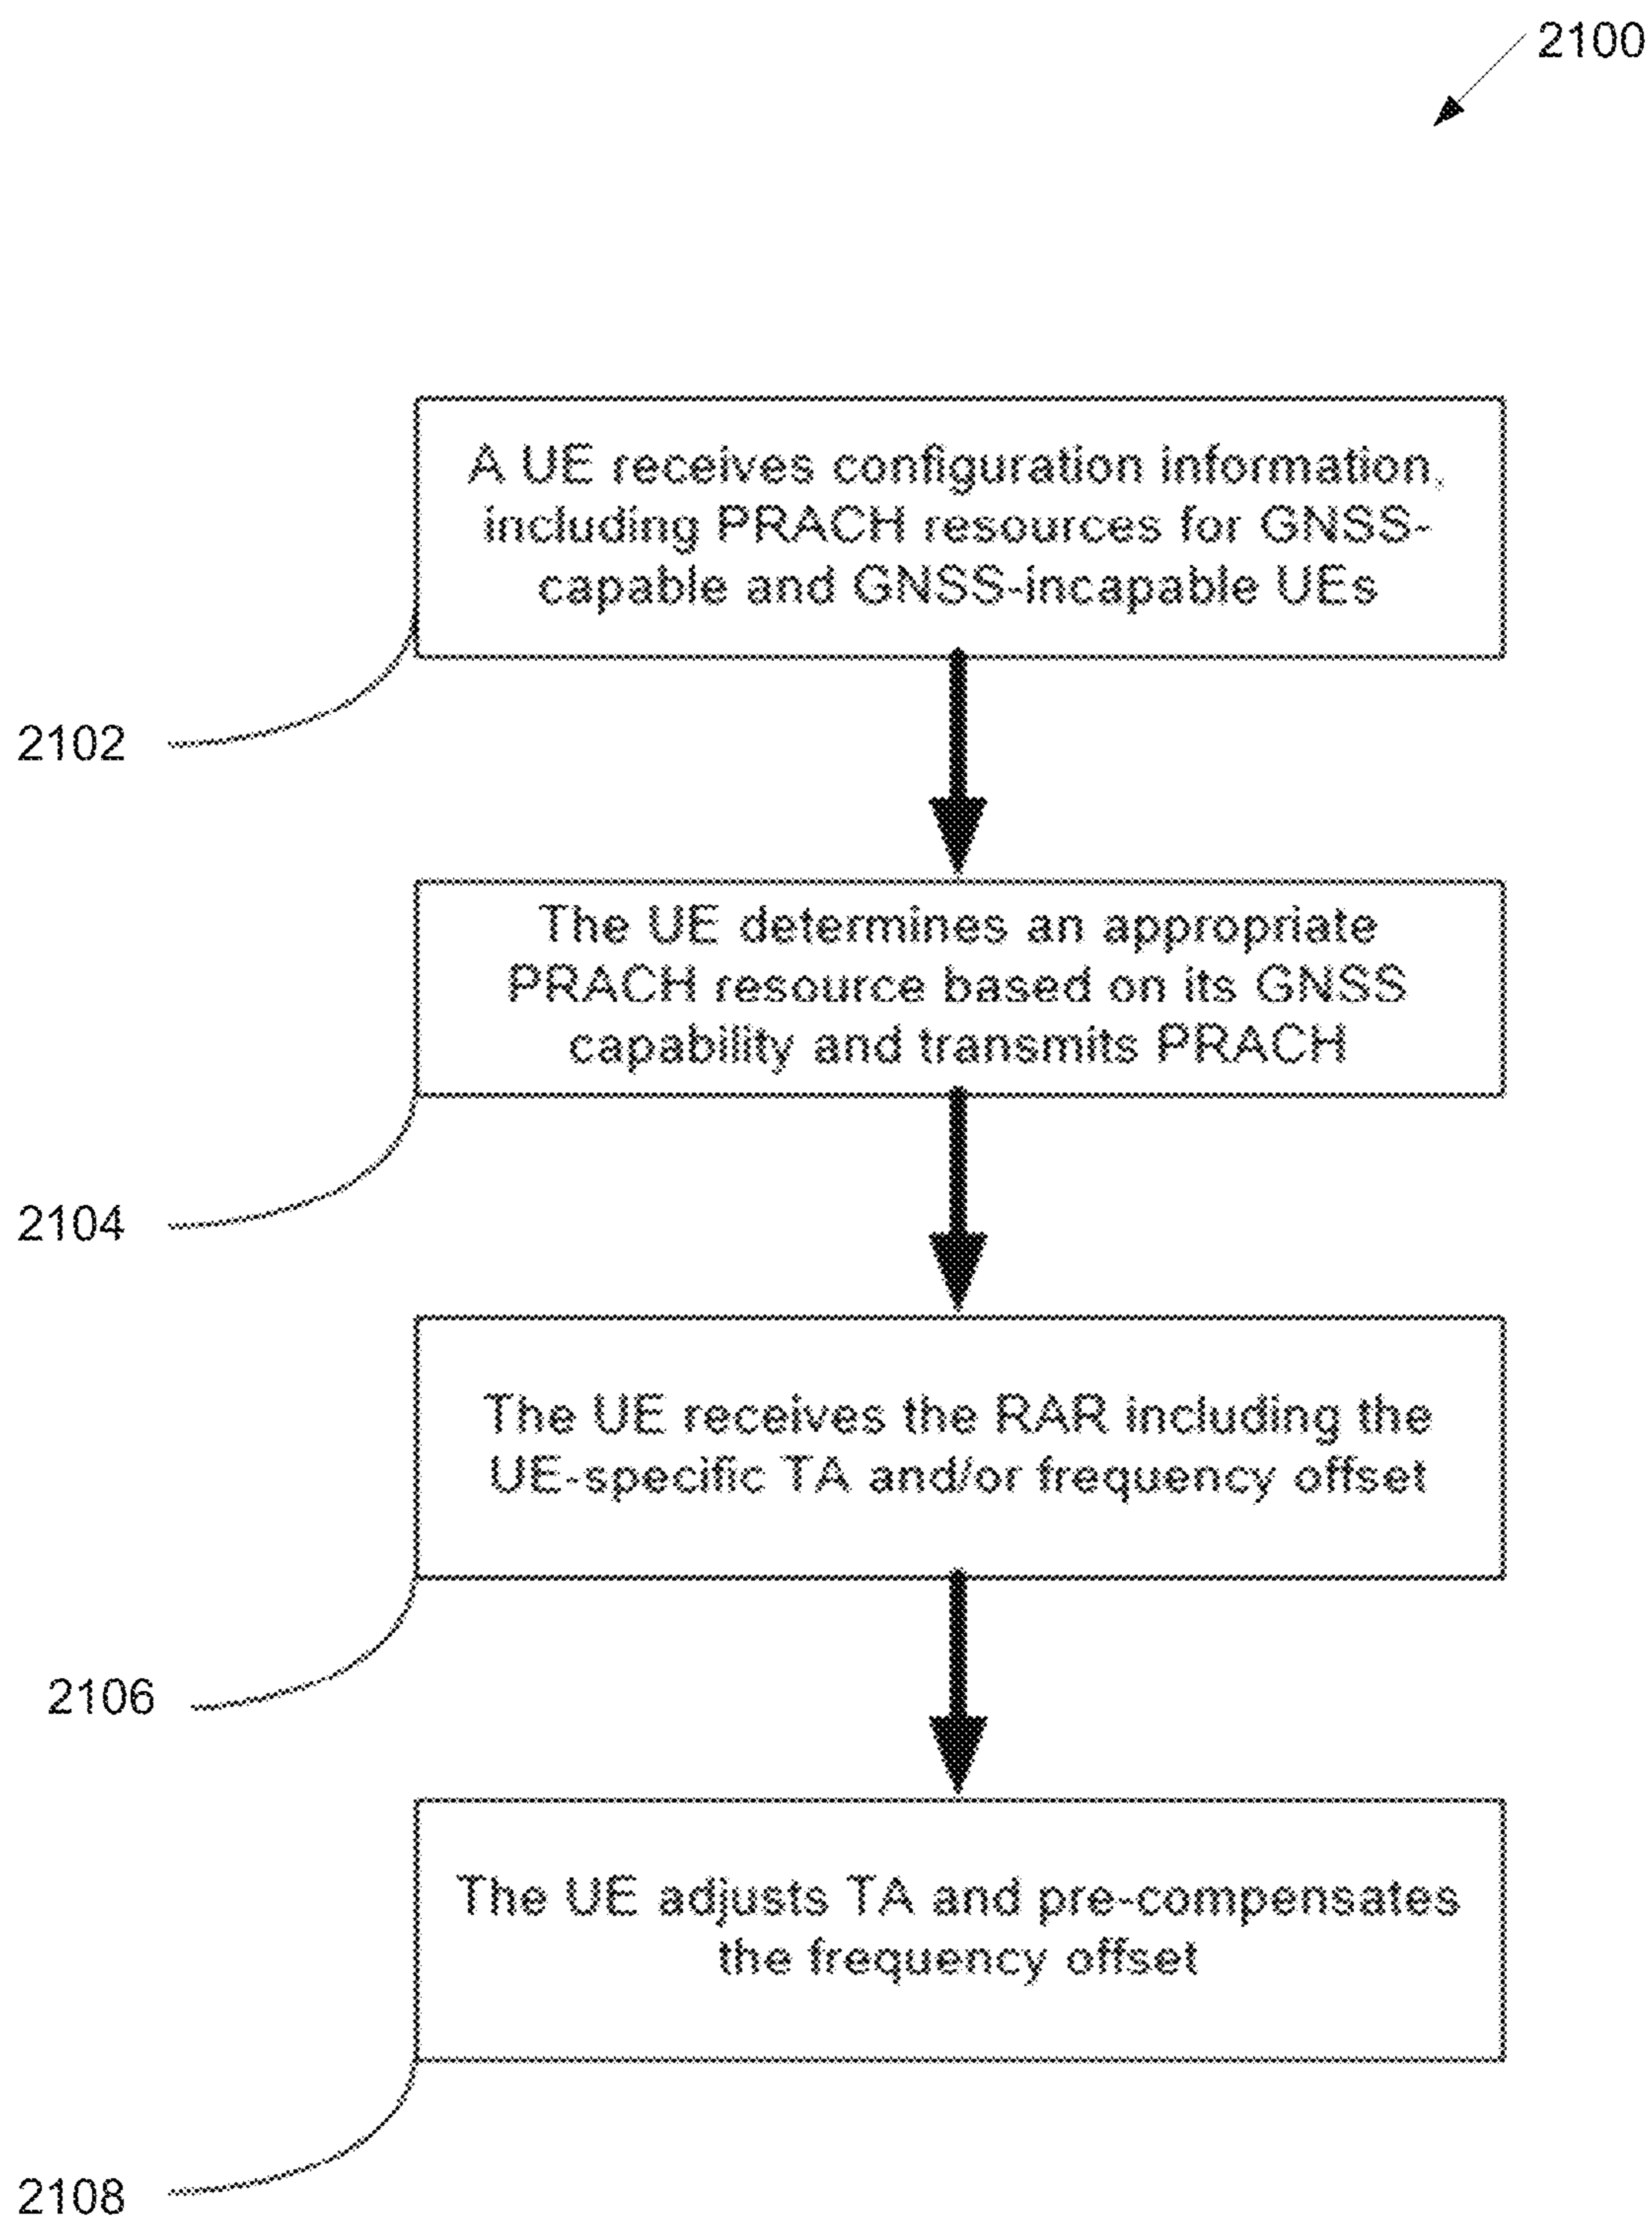 2100
A UE receives configuration information,
including PRACH resources for GNSS-
capable and GNSS-incapable UEs
2102
The UE determines an appropriate
PRACH resource based on its GNSS
capability and transmits PRACH
2104
The UE receives the RAR including the
UE-specific TA and/or frequency offset
2106
The UE adjusts TA and pre-compensates
the frequency offset
2108